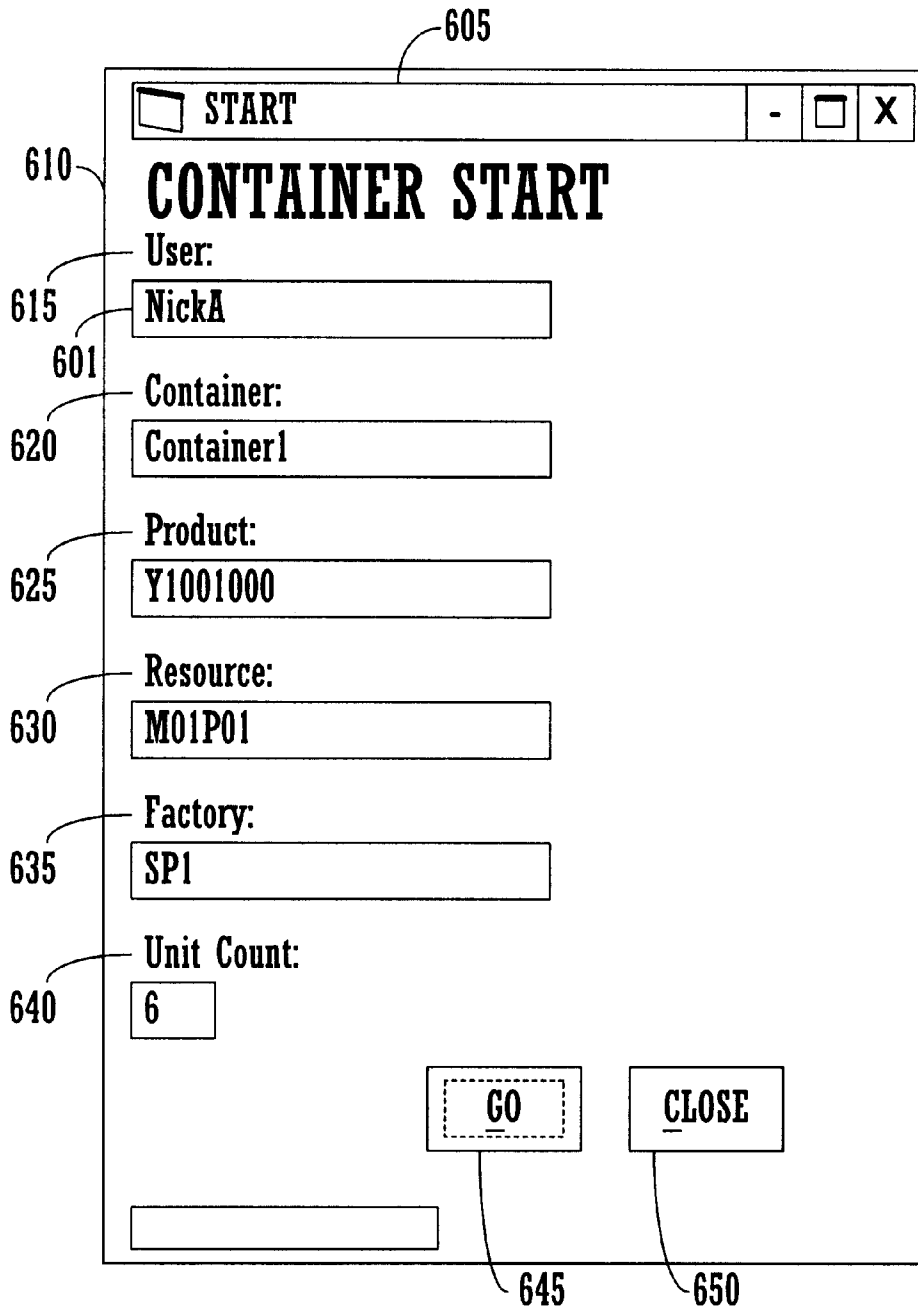 605
START - X
610
CONTAINER START
User:
615
NickA
601
Container:
620
Container1
Product:
625
Y1001000
Resource:
630
M01P01
Factory:
635
SP1
Unit Count:
640
6
GO CLOSE
645 650